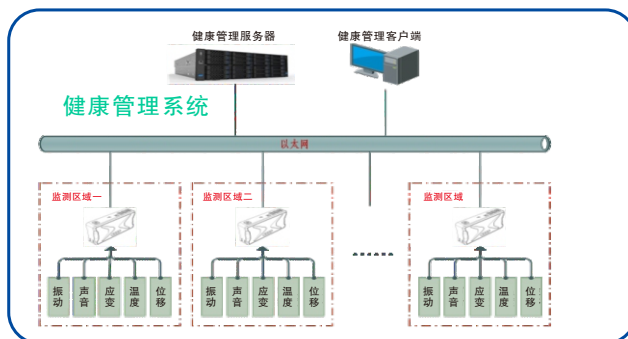 健康管理服务器
健康管理客户端
健康管理系统
以太网
监测区域一
监测区域二
监测区域
......
振动
声音
应变
温度
位移
振动
声音
应变
温度
位移
振动
声音
应变
温度
位移